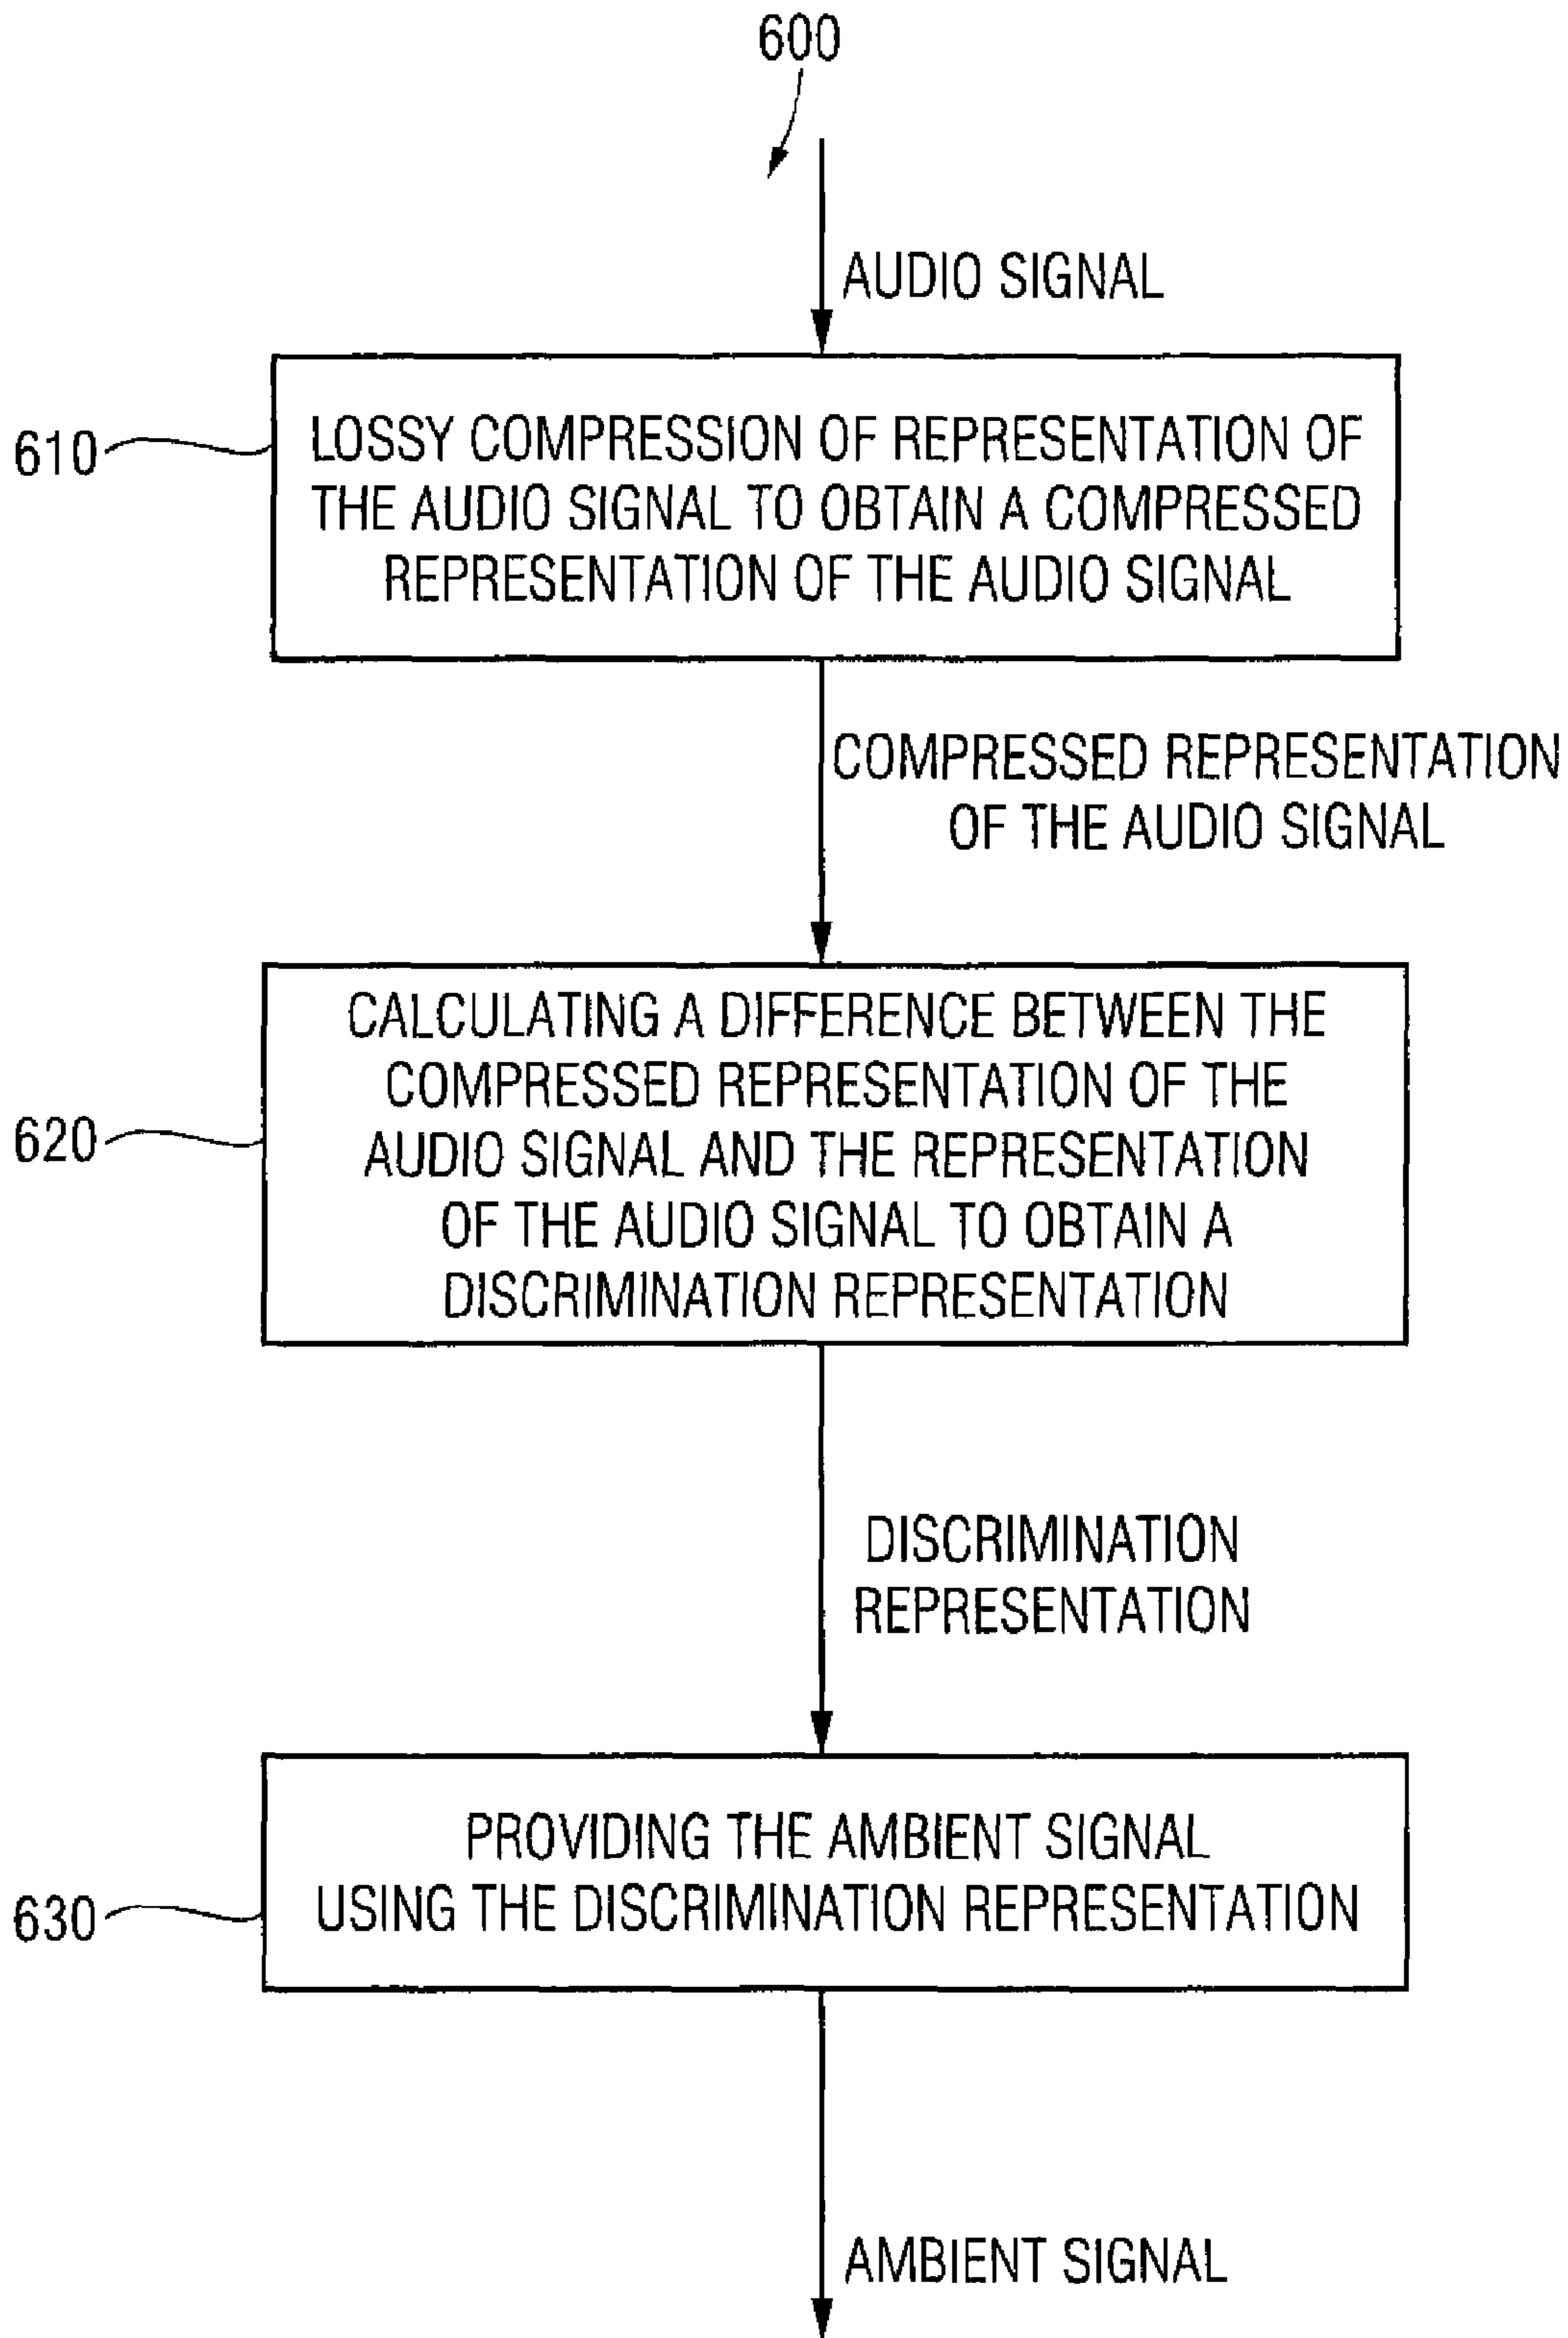 600
AUDIO SIGNAL
610
LOSSY COMPRESSION OF REPRESENTATION OF
THE AUDIO SIGNAL TO OBTAIN A COMPRESSED
REPRESENTATION OF THE AUDIO SIGNAL
COMPRESSED REPRESENTATION
OF THE AUDIO SIGNAL
620
CALCULATING A DIFFERENCE BETWEEN THE
COMPRESSED REPRESENTATION OF THE
AUDIO SIGNAL AND THE REPRESENTATION
OF THE AUDIO SIGNAL TO OBTAIN A
DISCRIMINATION REPRESENTATION
DISCRIMINATION
REPRESENTATION
630
PROVIDING THE AMBIENT SIGNAL
USING THE DISCRIMINATION REPRESENTATION
AMBIENT SIGNAL